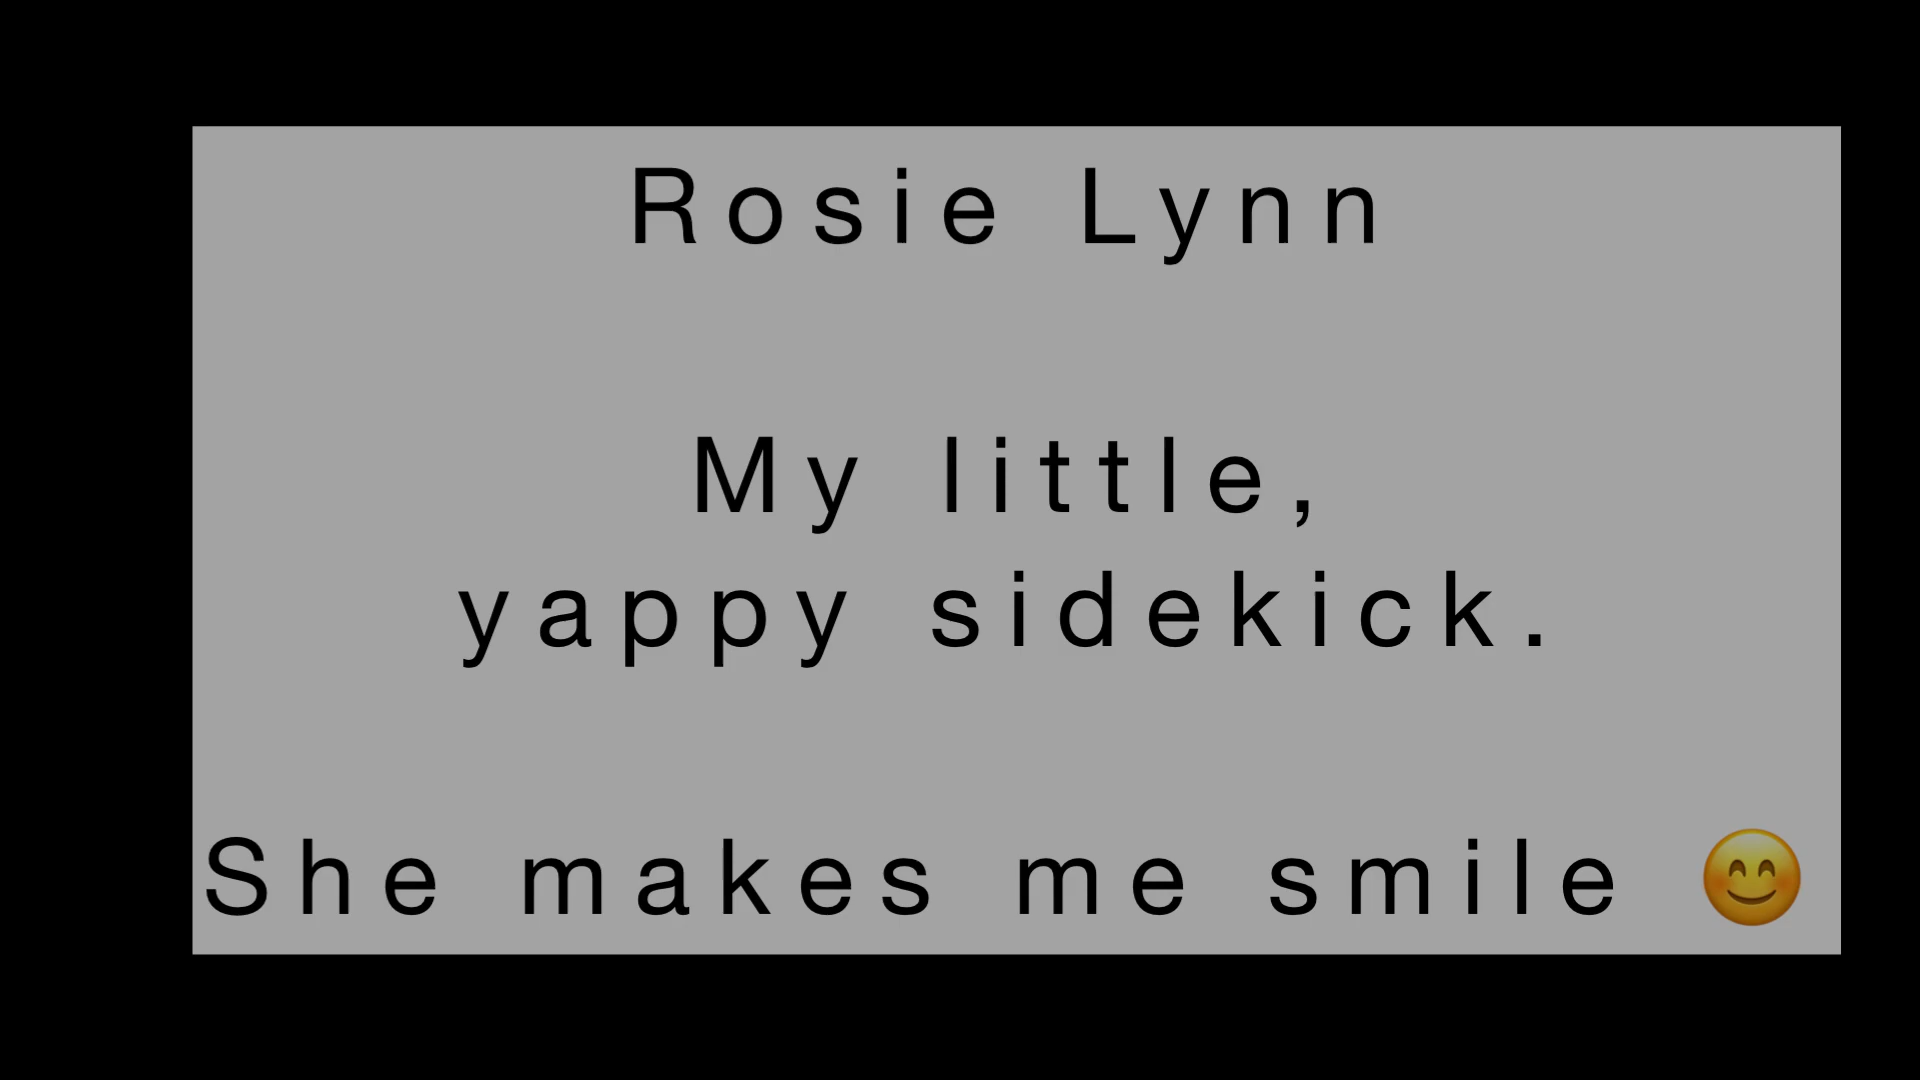 Rosie Lynn
My little,
yappy sidekick.
She makes me smile 😊